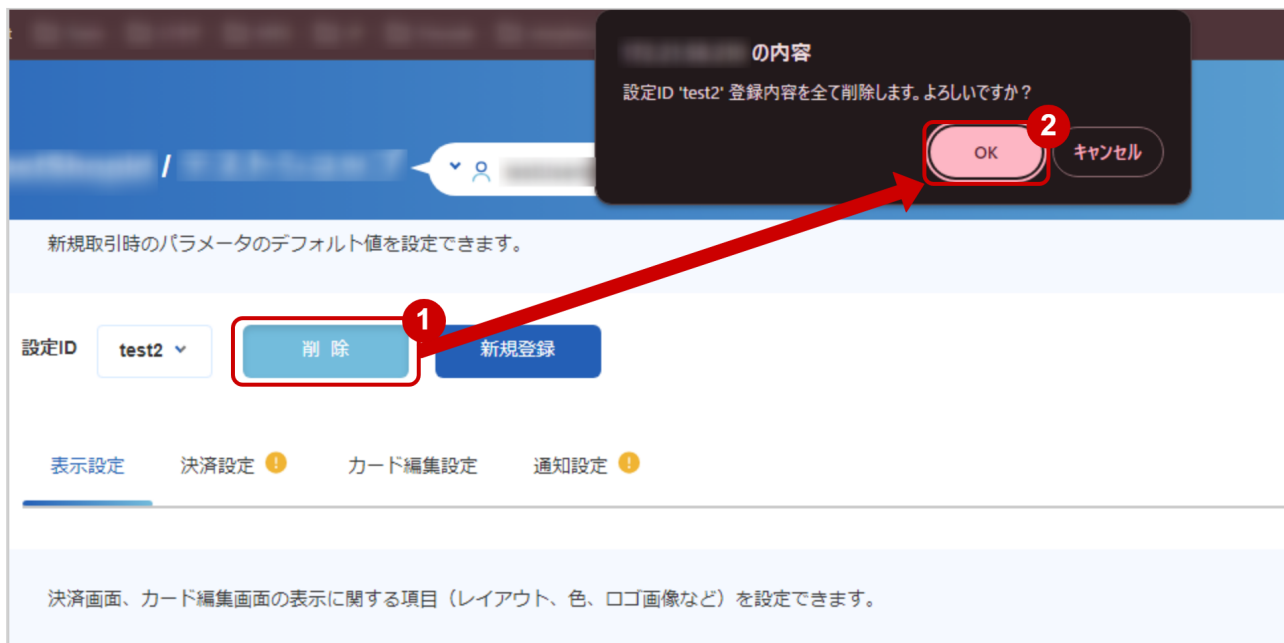 の内容
設定ID 'test2' 登録内容を全て削除します。よろしいですか？
2
OK
キャンセル
/
新規取引時のパラメータのデフォルト値を設定できます。
1
設定ID
test2
削 除
新規登録
表示設定
決済設定
カード編集設定
通知設定
決済画面、カード編集画面の表示に関する項目（レイアウト、色、ロゴ画像など）を設定できます。